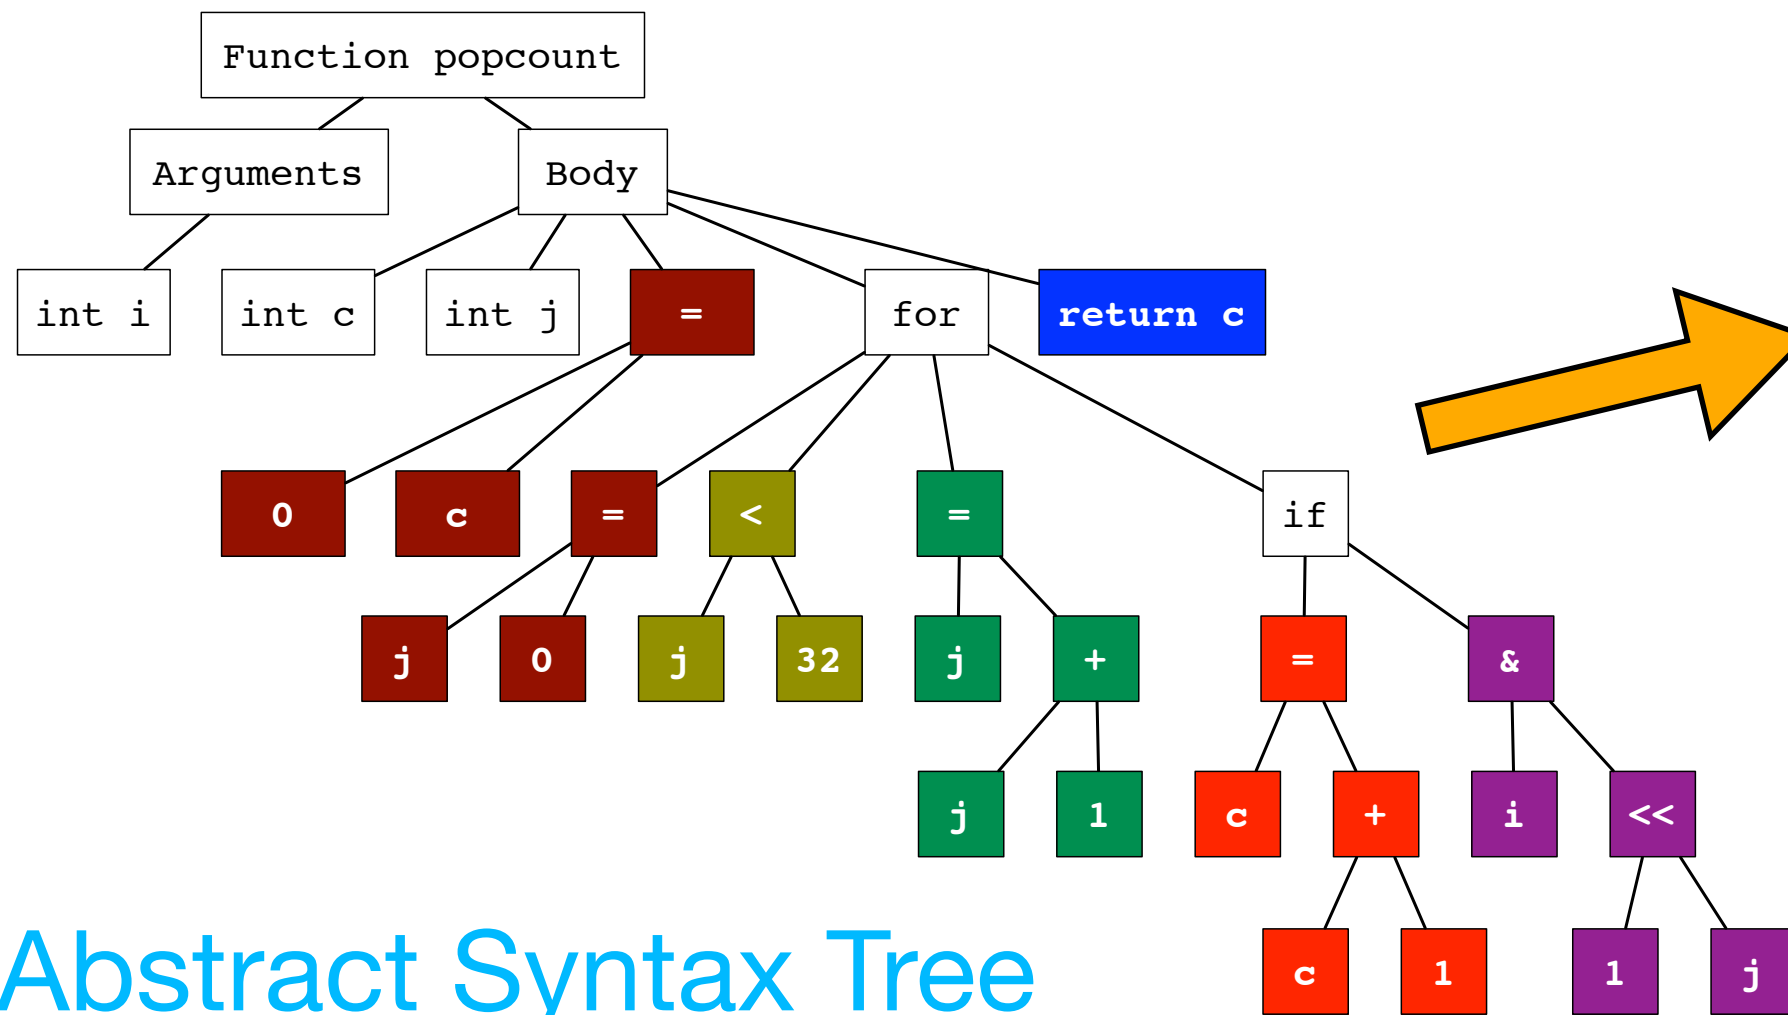 Function popcount
Arguments Body
int i int c int j = for return c
0 c = < = if
j 0 j 32 j + = &
j 1 c + i <<
c 1 1 j
Abstract Syntax Tree